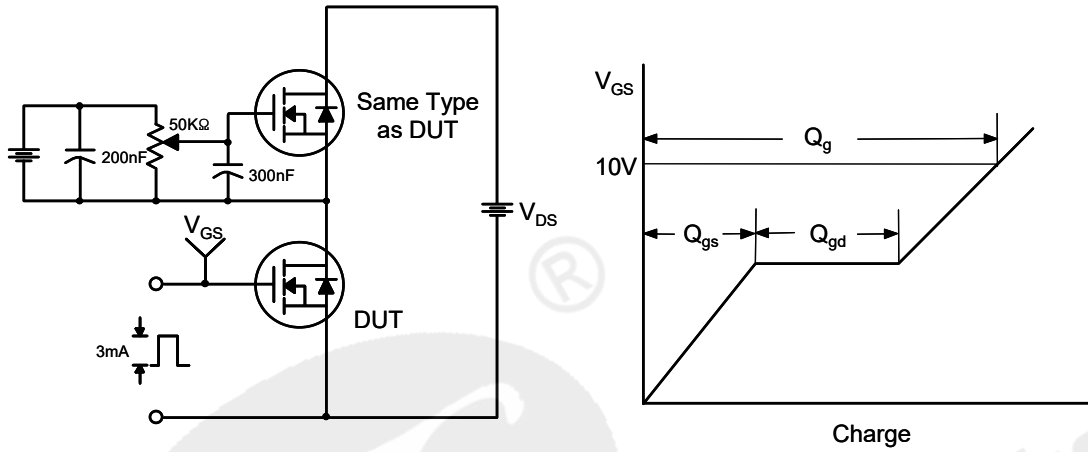 50KΩ
200nF
300nF
Same Type
as DUT
V_DS
V_GS
DUT
3mA
V_GS
10V
Q_g
Q_gs
Q_gd
Charge
®